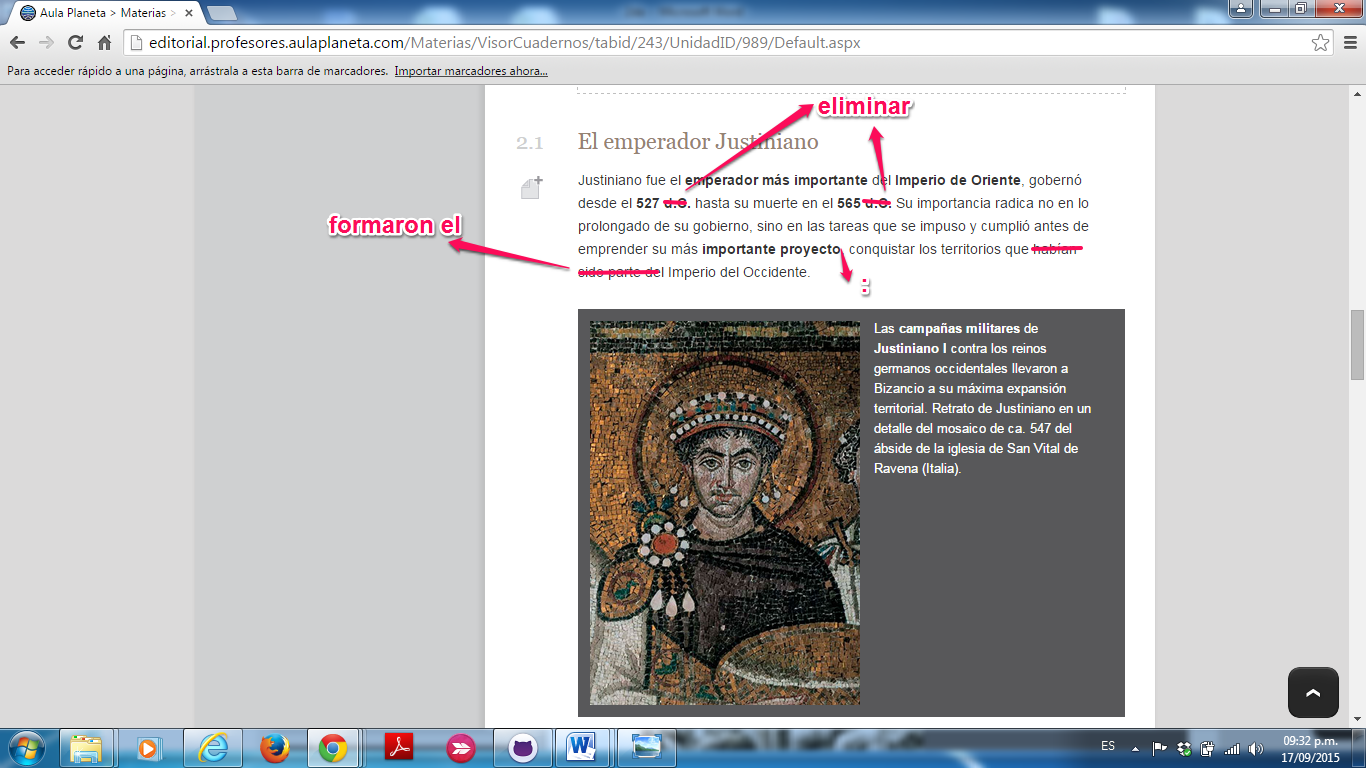 Aula Planeta > Materias >
editorial.profesores.aulaplaneta.com/Materias/VisorCuadernos/tabid/243/UnidadID/989/Default.aspx
Para acceder rápido a una página, arrástrala a esta barra de marcadores. Importar marcadores ahora...
eliminar
2.1 El emperador Justiniano
Justiniano fue el emperador más importante del Imperio de Oriente, gobernó
desde el 527 d.C. hasta su muerte en el 565 d.C. Su importancia radica no en lo
formaron el
prolongado de su gobierno, sino en las tareas que se impuso y cumplió antes de
emprender su más importante proyecto, conquistar los territorios que habían
sido parte del Imperio del Occidente.
:
Las campañas militares de
Justiniano I contra los reinos
germanos occidentales llevaron a
Bizancio a su máxima expansión
territorial. Retrato de Justiniano en un
detalle del mosaico de ca. 547 del
ábside de la iglesia de San Vital de
Ravena (Italia).
ES
09:32 p.m.
17/09/2015